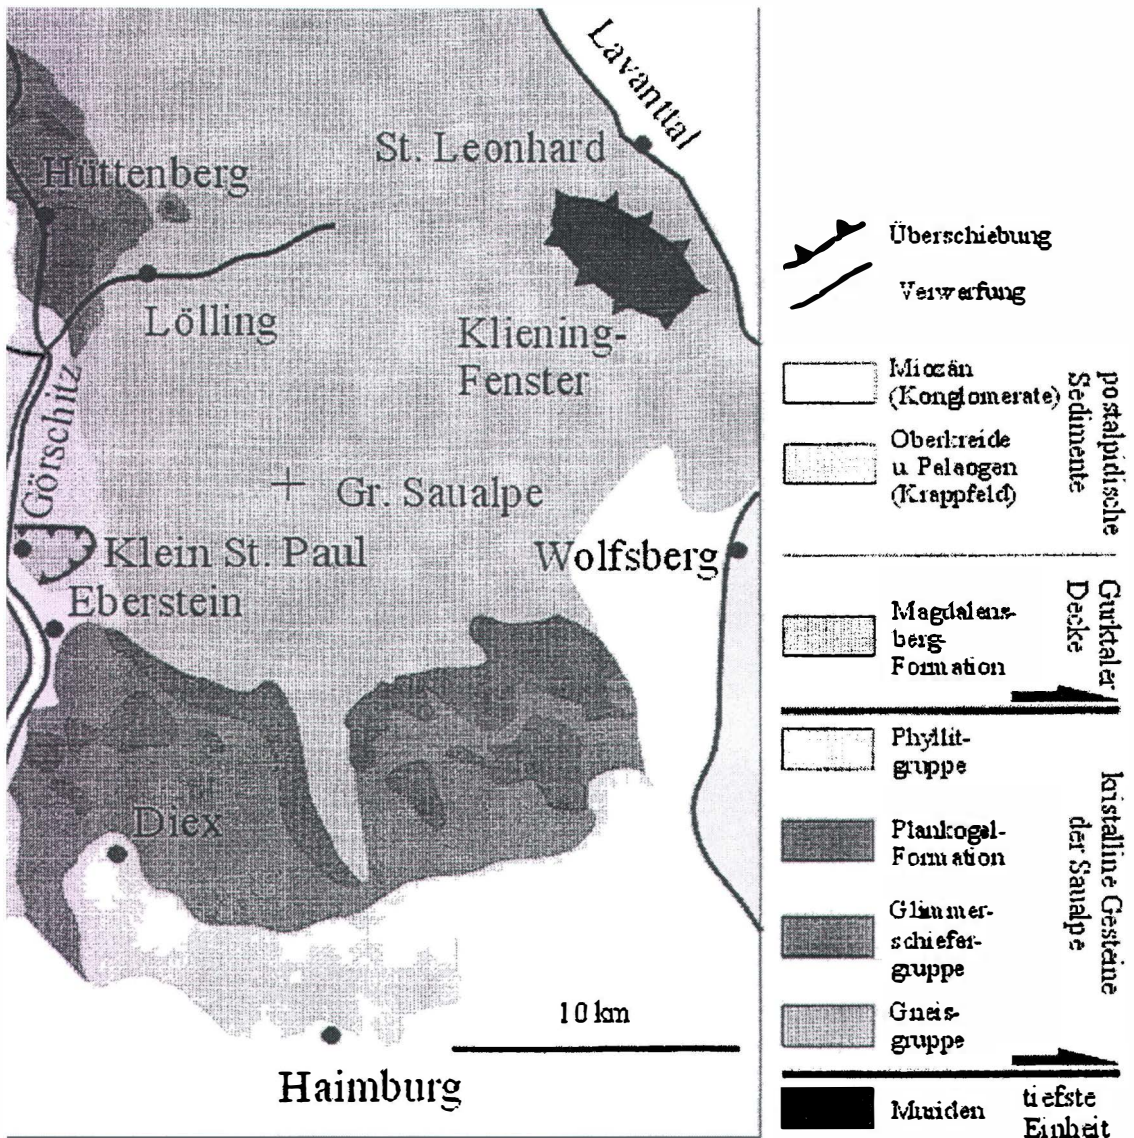 Lavanttal
St. Leonhard
Hüttenberg
Lölling
Kliening-
Fenster
Görschitz
Gr. Saualpe
Klein St. Paul
Wolfsberg
Eberstein
Diex
10 km
Haimburg
Überschiebung
Verwerfung
Miozän
(Konglomerate)
Oberkreide
u Palaogen
(Krappfeld)
postalpidische
Sedimente
Magdalens-
berg-
Formation
Gurktaler
Decke
Phyllit-
gruppe
Plankogel-
Formation
Glimmer-
schiefer-
gruppe
Gneis-
gruppe
kristalline Gesteine
der Saualpe
Muriden
tiefste
Einheit